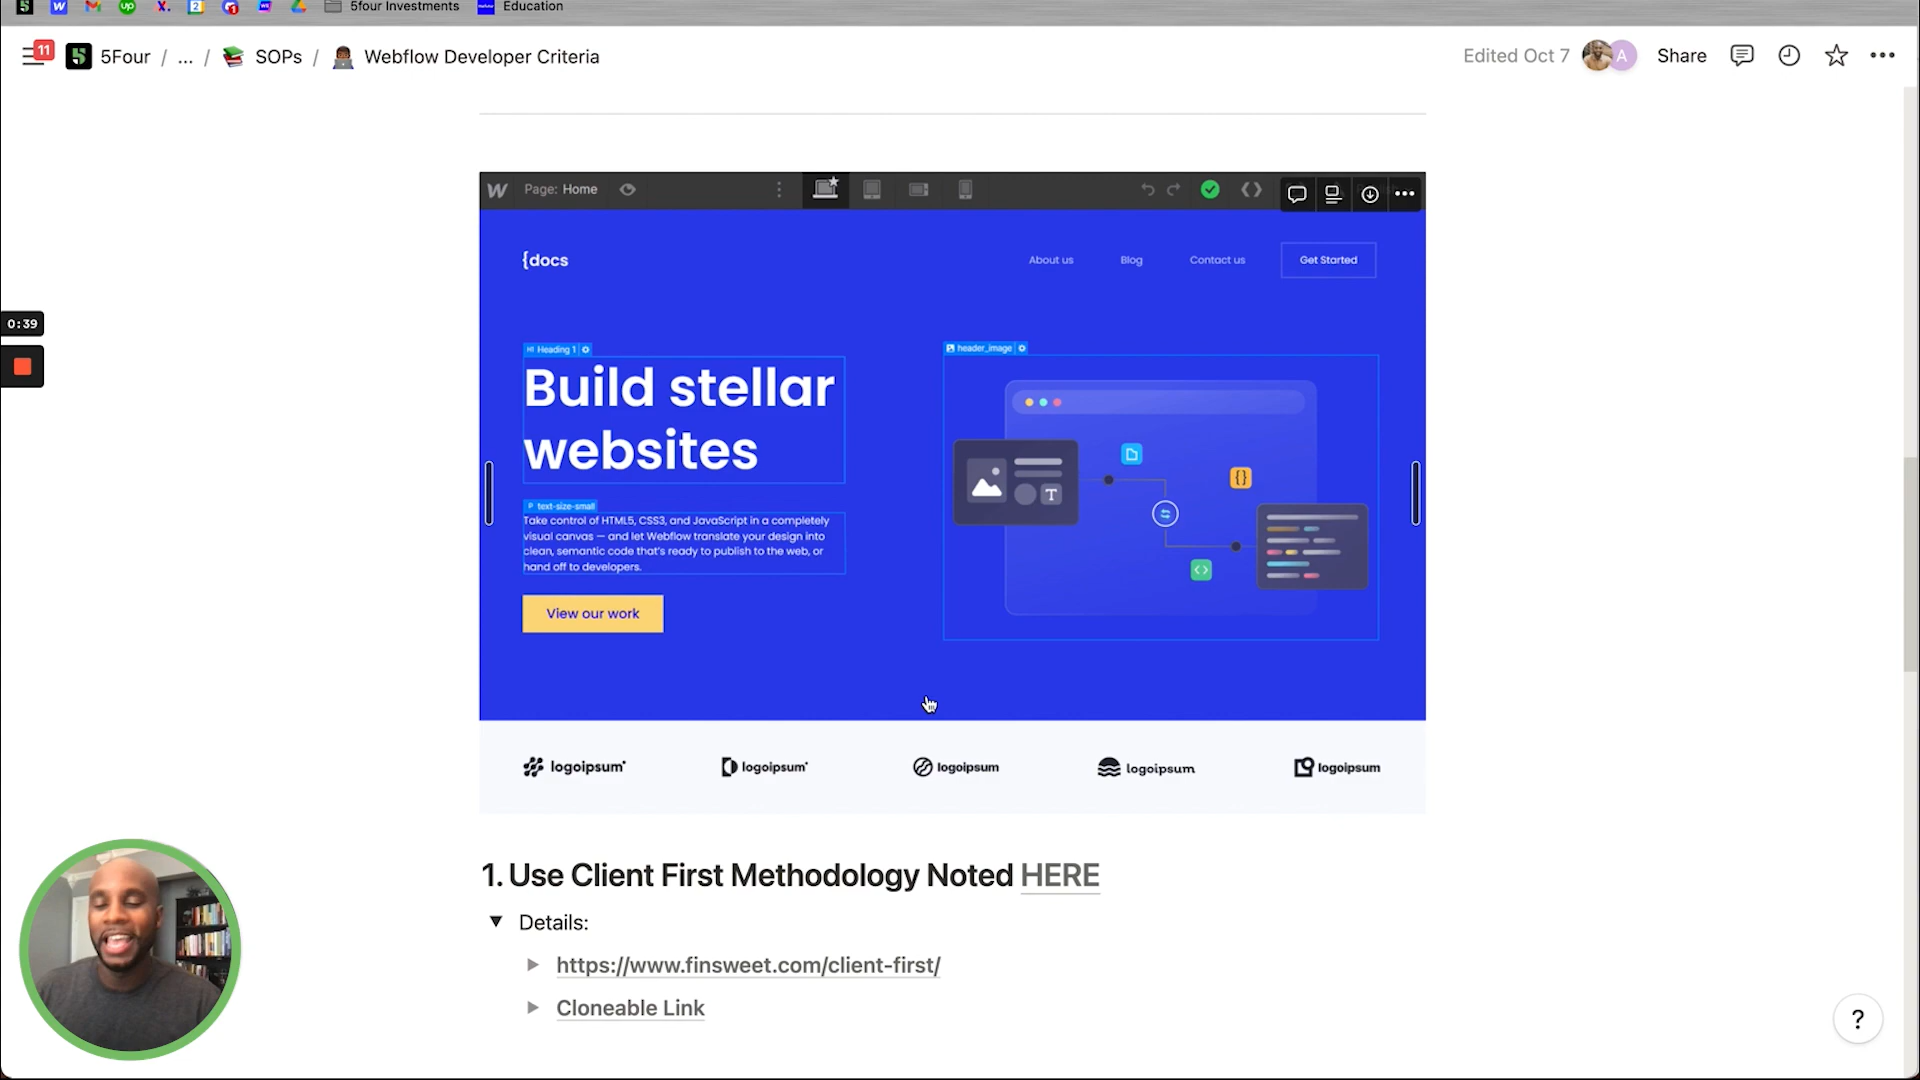 5four Investments
Education
11
5Four / ... / SOPs / Webflow Developer Criteria
Edited Oct 7
A
Share
W Page: Home
{docs
About us
Blog
Contact us
Get Started
0:39
H1 Heading 1
header_image
Build stellar
websites
T
{}
P text-size-small
Take control of HTML5, CSS3, and JavaScript in a completely
visual canvas — and let Webflow translate your design into
clean, semantic code that's ready to publish to the web, or
hand off to developers.
View our work
logoipsum
logoipsum
logoipsum
logoipsum
logoipsum
1. Use Client First Methodology Noted HERE
Details:
https://www.finsweet.com/client-first/
Cloneable Link
?